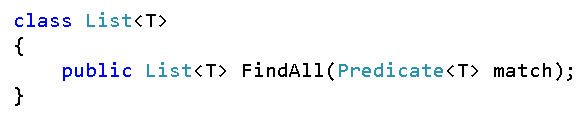 class List<T>
{
    public List<T> FindAll(Predicate<T> match);
}